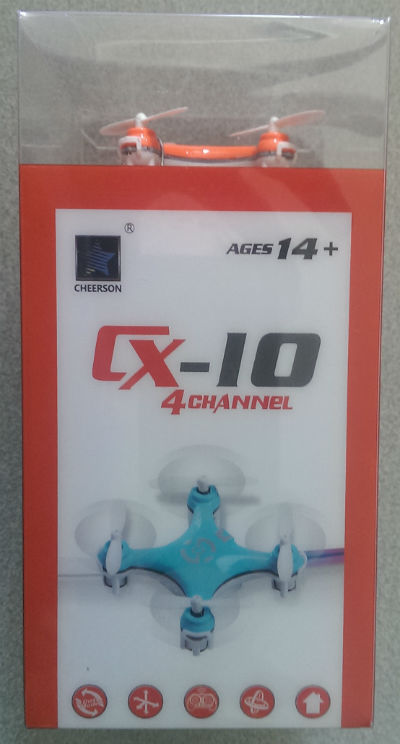 ®
CHEERSON
AGES 14+
CX-10
4CHANNEL